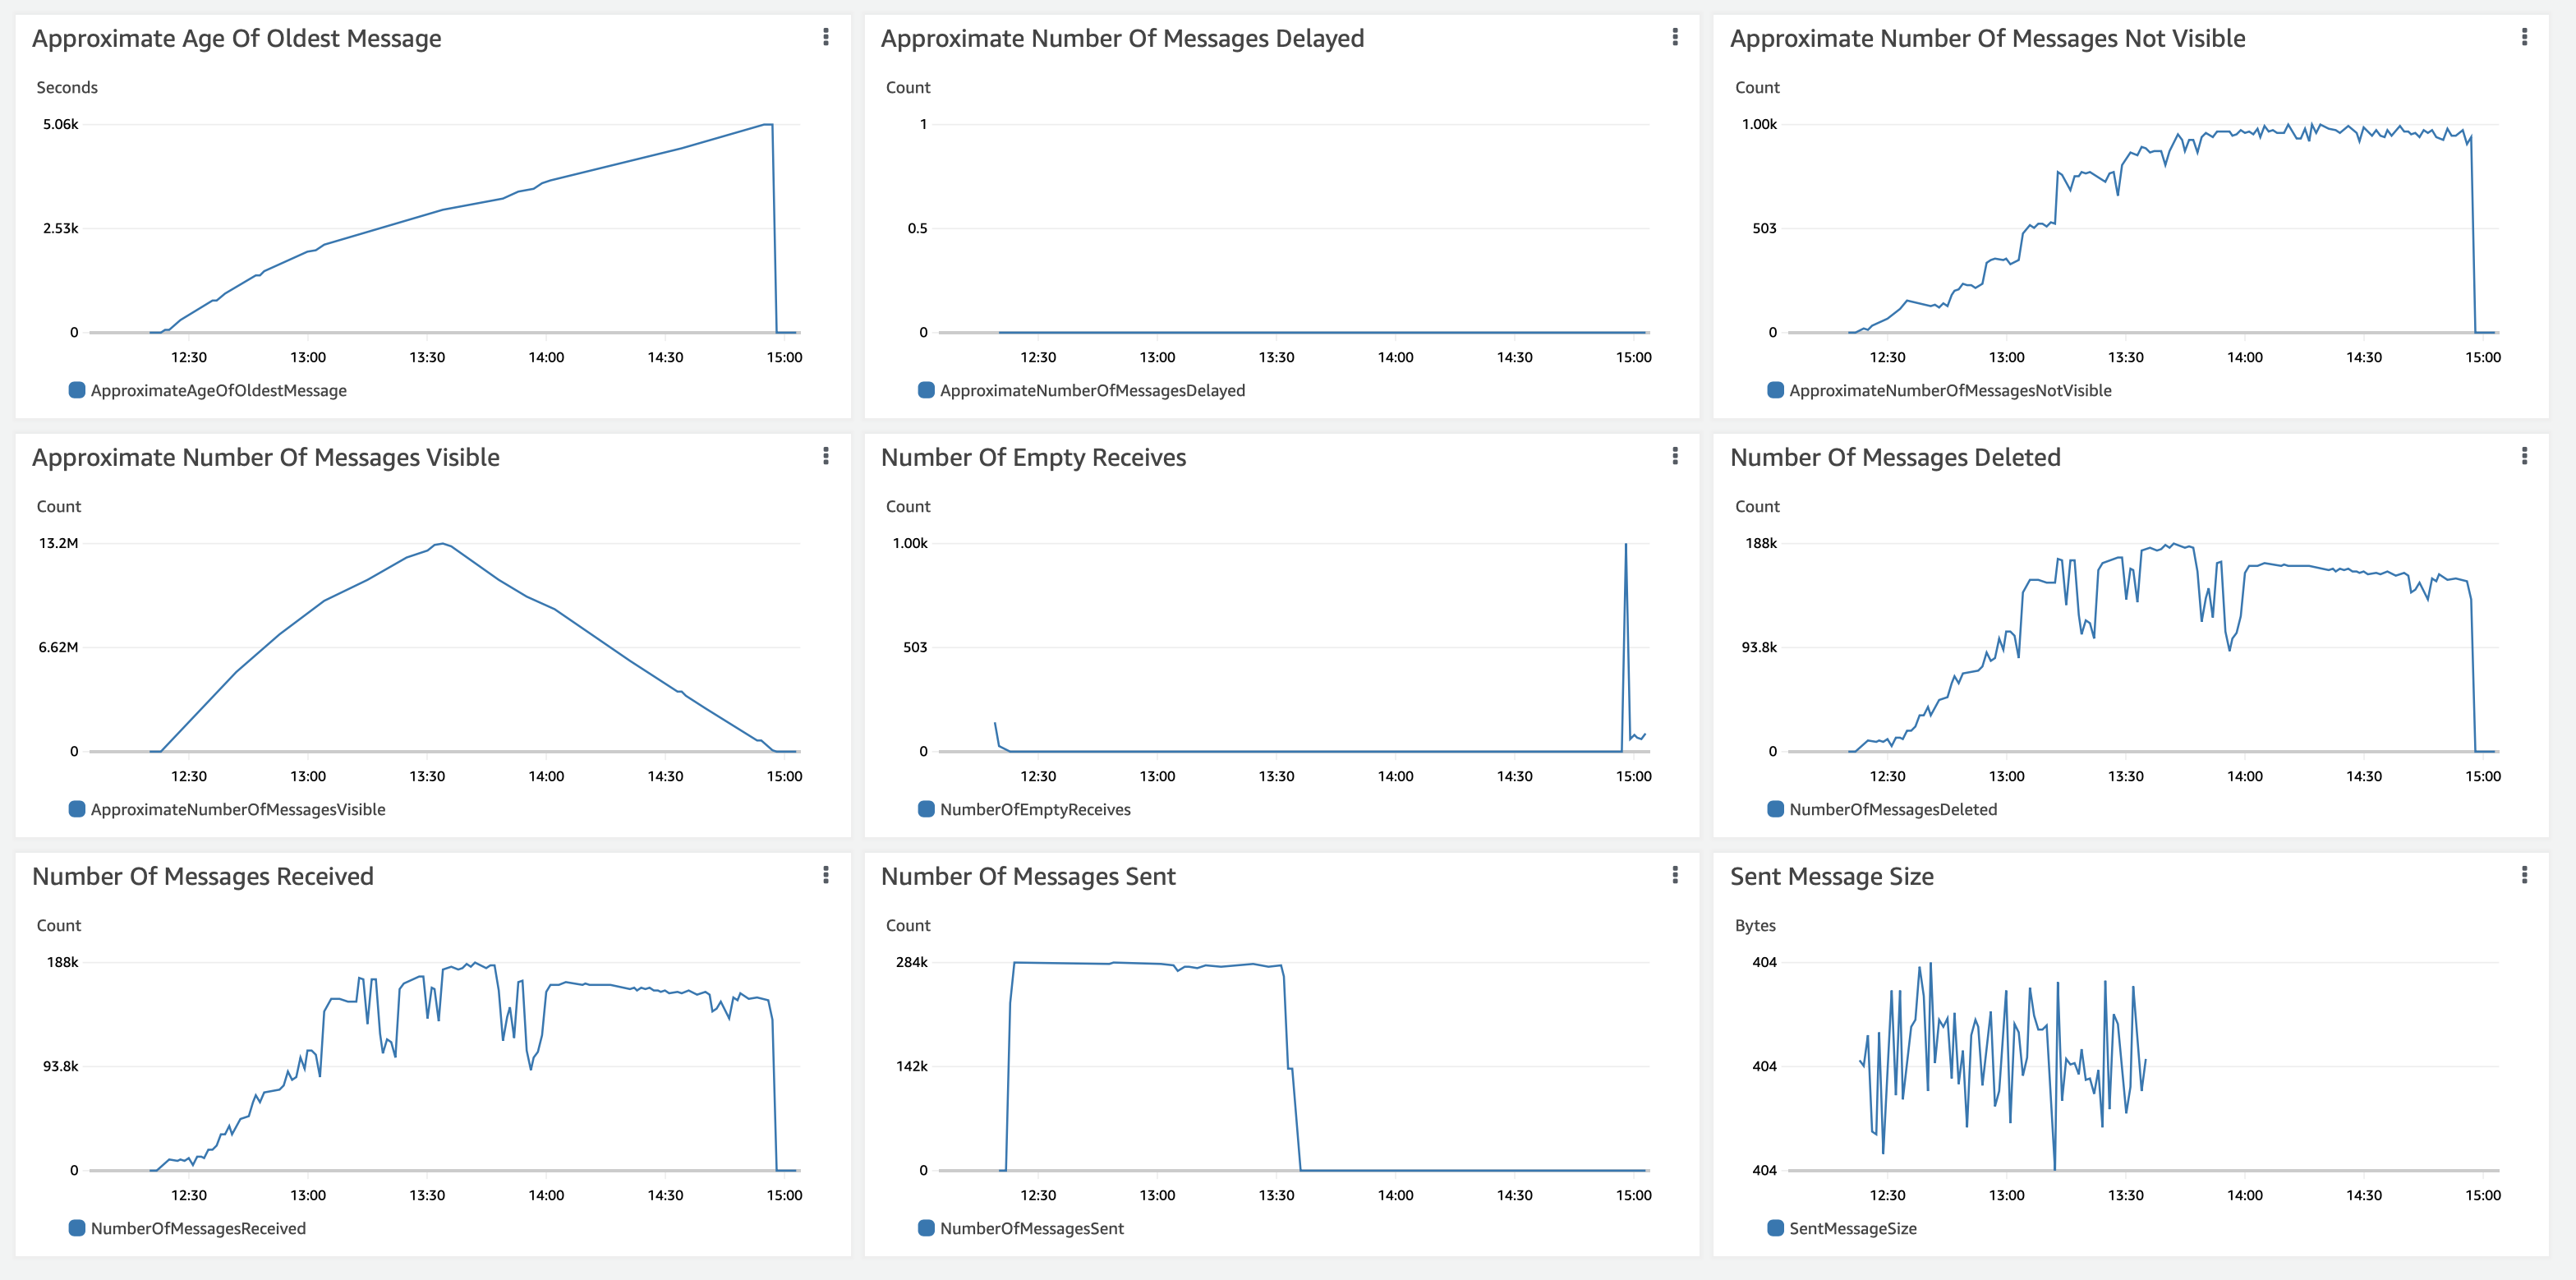 Approximate Age Of Oldest Message
Seconds
5.06k
2.53k
0
12:30 13:00 13:30 14:00 14:30 15:00
ApproximateAgeOfOldestMessage
Approximate Number Of Messages Delayed
Count
1
0.5
0
12:30 13:00 13:30 14:00 14:30 15:00
ApproximateNumberOfMessagesDelayed
Approximate Number Of Messages Not Visible
Count
1.00k
503
0
12:30 13:00 13:30 14:00 14:30 15:00
ApproximateNumberOfMessagesNotVisible
Approximate Number Of Messages Visible
Count
13.2M
6.62M
0
12:30 13:00 13:30 14:00 14:30 15:00
ApproximateNumberOfMessagesVisible
Number Of Empty Receives
Count
1.00k
503
0
12:30 13:00 13:30 14:00 14:30 15:00
NumberOfEmptyReceives
Number Of Messages Deleted
Count
188k
93.8k
0
12:30 13:00 13:30 14:00 14:30 15:00
NumberOfMessagesDeleted
Number Of Messages Received
Count
188k
93.8k
0
12:30 13:00 13:30 14:00 14:30 15:00
NumberOfMessagesReceived
Number Of Messages Sent
Count
284k
142k
0
12:30 13:00 13:30 14:00 14:30 15:00
NumberOfMessagesSent
Sent Message Size
Bytes
404
404
404
12:30 13:00 13:30 14:00 14:30 15:00
SentMessageSize